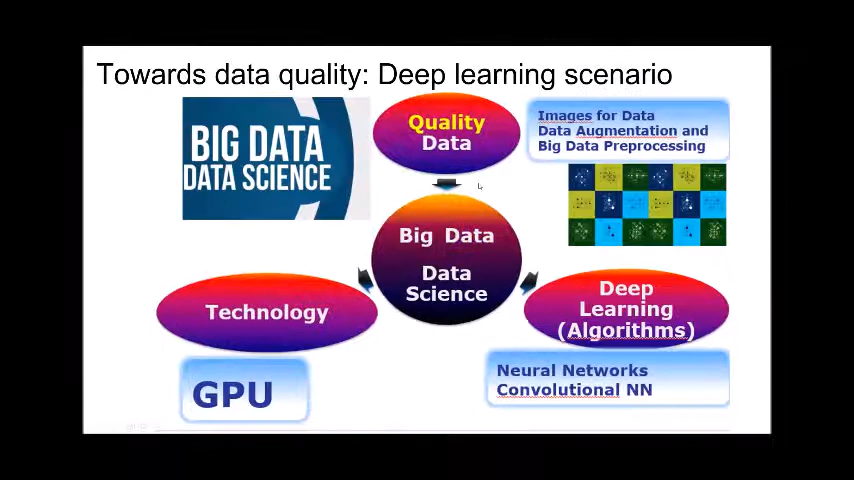 Towards data quality: Deep learning scenario
BIG DATA
DATA SCIENCE
Quality
Data
Images for Data
Data Augmentation and
Big Data Preprocessing
Big Data
Data
Science
Technology
Deep
Learning
(Algorithms)
GPU
Neural Networks
Convolutional NN